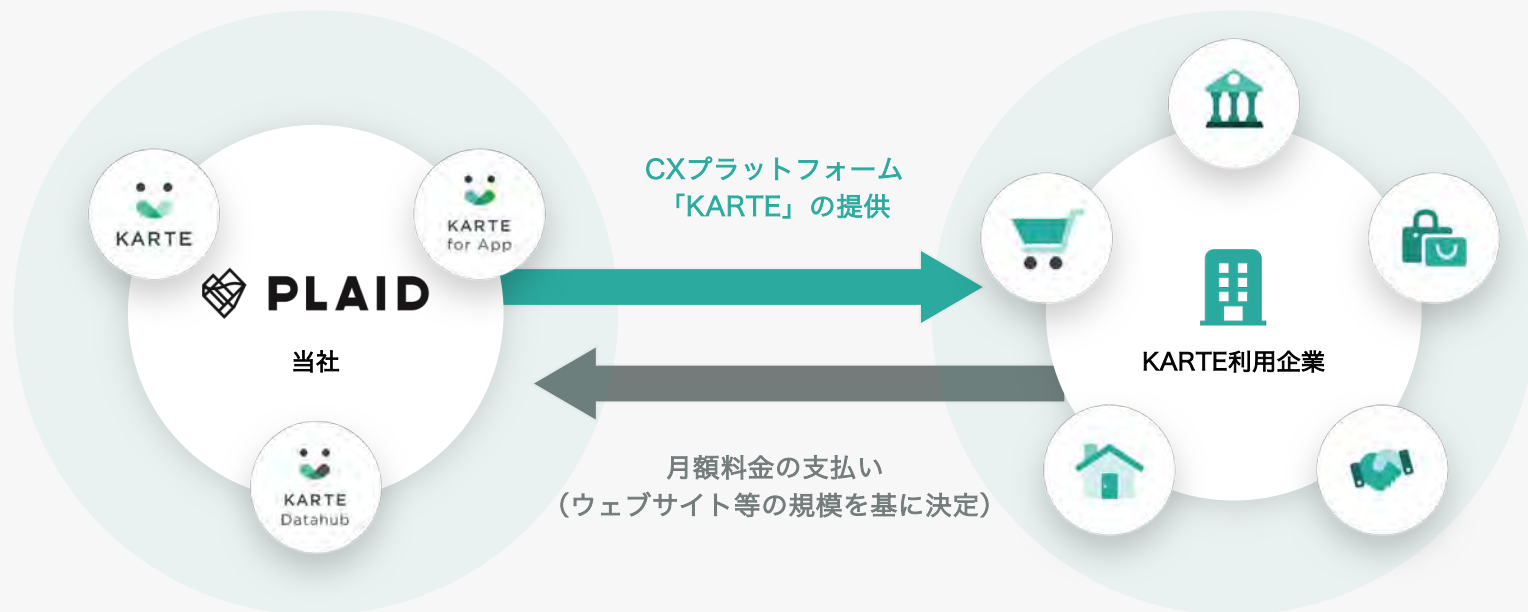 KARTE
KARTE
for App
PLAID
当社
KARTE
Datahub
CXプラットフォーム
「KARTE」の提供
月額料金の支払い
（ウェブサイト等の規模を基に決定）
KARTE利用企業